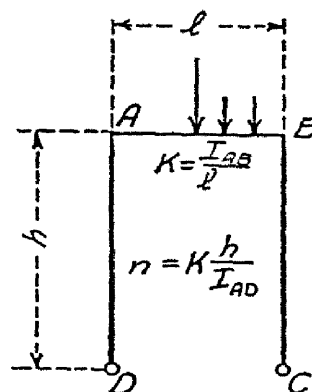 l
A B
K = I_AB / l
h
n = K h / I_AD
D C